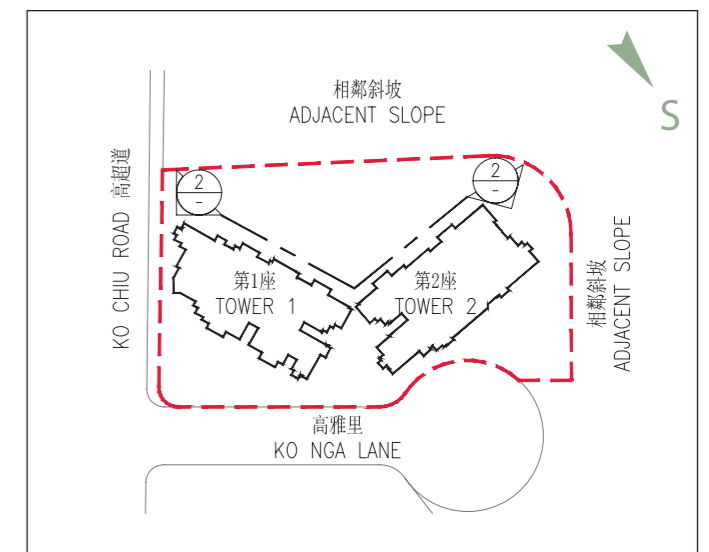 相鄰斜坡
ADJACENT SLOPE
S
2
-
2
-
KO CHIU ROAD 高超道
第1座
TOWER 1
第2座
TOWER 2
相鄰斜坡
ADJACENT SLOPE
高雅里
KO NGA LANE